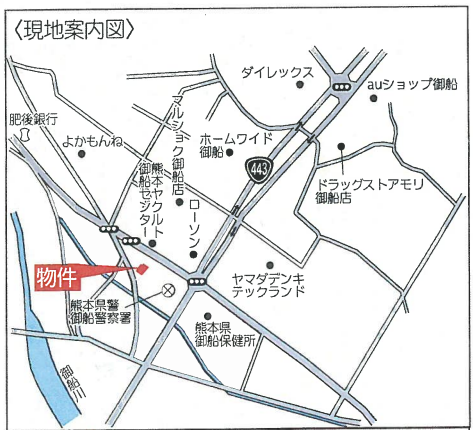 〈現地案内図〉
ダイレックス
auショップ御船
肥後銀行
よかもんね
マルショク御船店
ホームワイド
御船
443
ドラッグストアモリ
御船店
熊本ヤクルト
御船センター
ローソン
物件
ヤマダデンキ
テックランド
熊本県警
御船警察署
熊本県
御船保健所
御船川